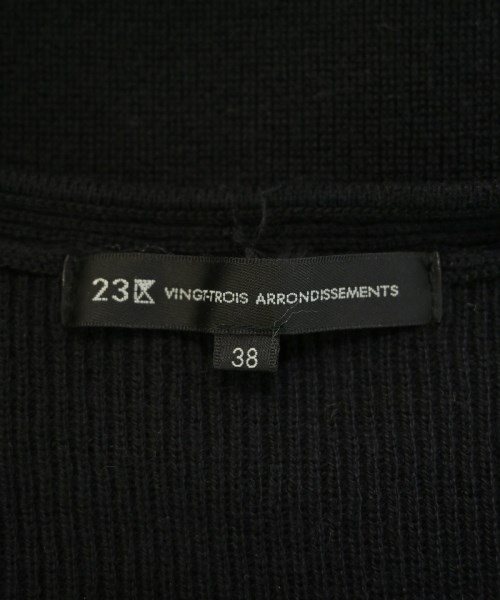 23区 VINGT-TROIS ARRONDISSEMENTS
38